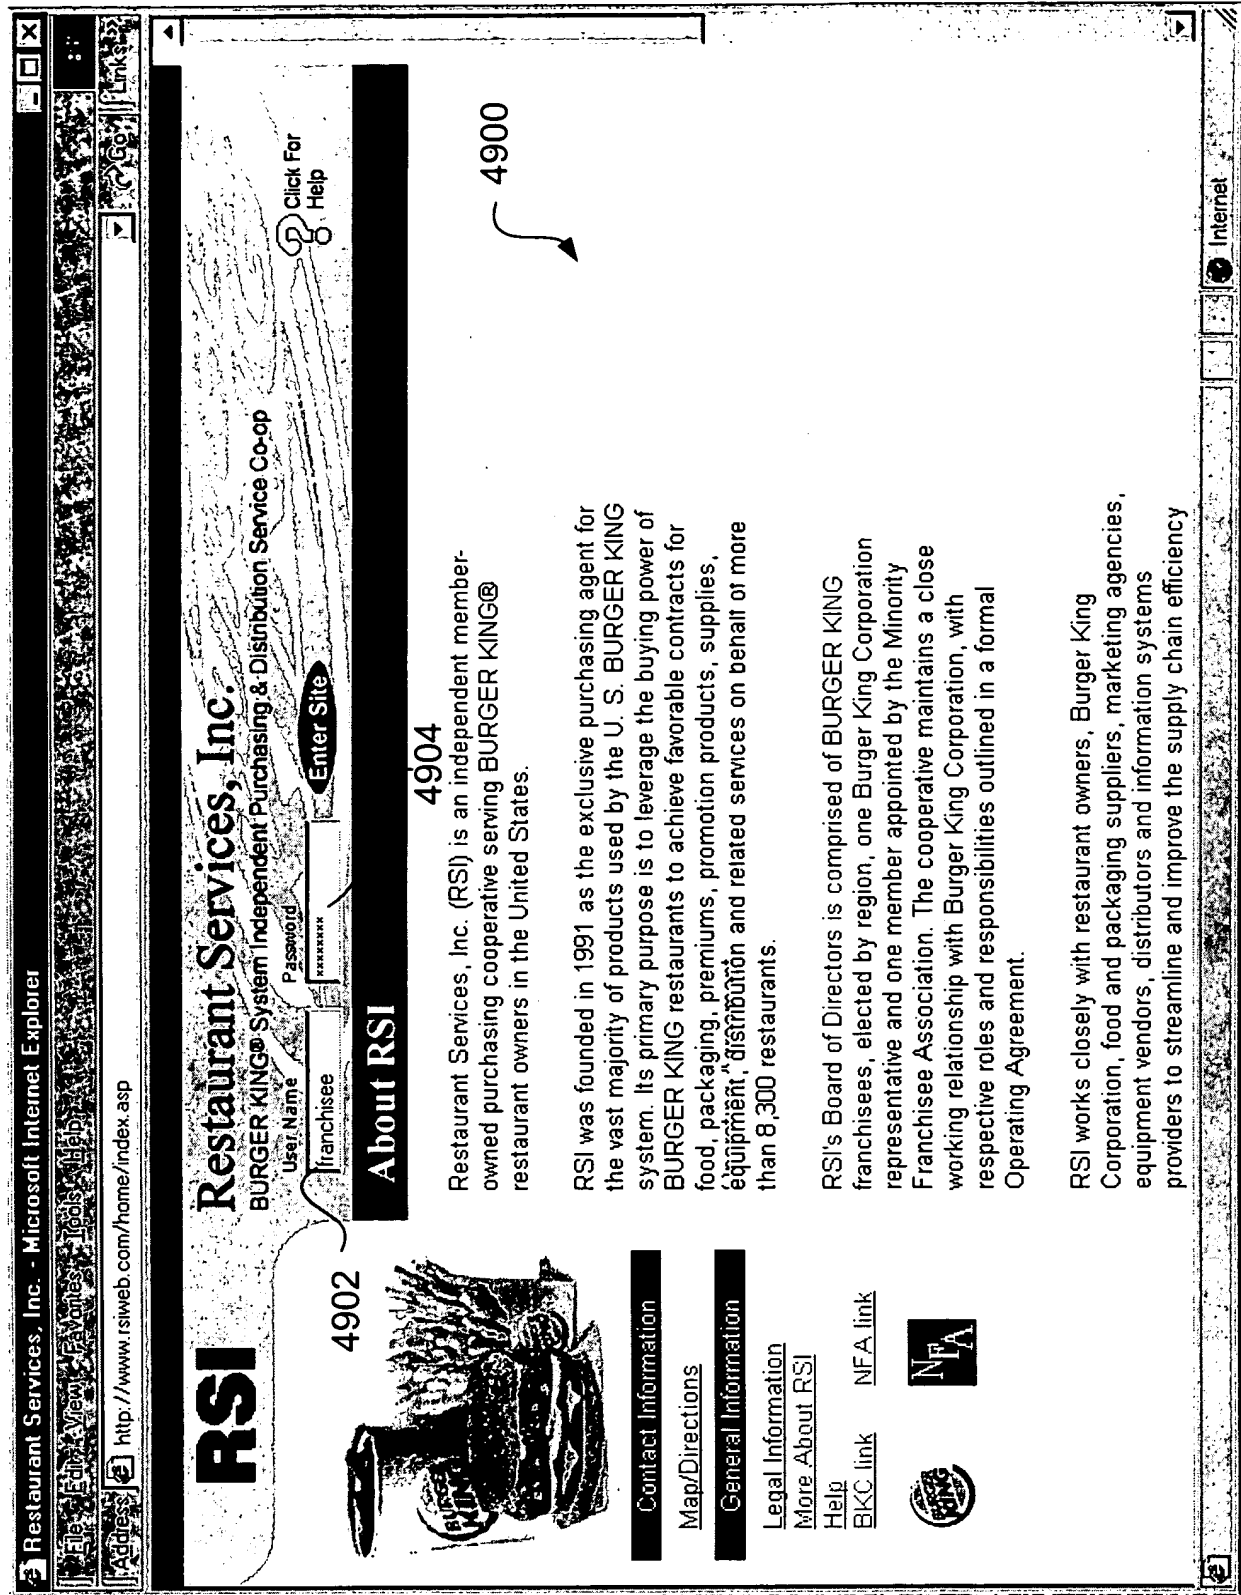 Restaurant Services, Inc. - Microsoft Internet Explorer
File Edit View Favorites Tools Help
Address http://www.rsiweb.com/home/index.asp Go Links
RSI
Restaurant Services, Inc.
BURGER KING® System Independent Purchasing & Distribution Service Co-op
User Name Password
franchisee xxxxxxxx Enter Site
Click For
Help
4902
4904
4900
About RSI
BURGER
KING
Contact Information
Map/Directions
General Information
Legal Information
More About RSI
Help
BKC link NFA link
BURGER
KING
NFA
Restaurant Services, Inc. (RSI) is an independent member-
owned purchasing cooperative serving BURGER KING®
restaurant owners in the United States.
RSI was founded in 1991 as the exclusive purchasing agent for
the vast majority of products used by the U. S. BURGER KING
system. Its primary purpose is to leverage the buying power of
BURGER KING restaurants to achieve favorable contracts for
food, packaging, premiums, promotion products, supplies,
equipment, distribution and related services on behalf of more
than 8,300 restaurants.
RSI's Board of Directors is comprised of BURGER KING
franchisees, elected by region, one Burger King Corporation
representative and one member appointed by the Minority
Franchisee Association. The cooperative maintains a close
working relationship with Burger King Corporation, with
respective roles and responsibilities outlined in a formal
Operating Agreement.
RSI works closely with restaurant owners, Burger King
Corporation, food and packaging suppliers, marketing agencies,
equipment vendors, distributors and information systems
providers to streamline and improve the supply chain efficiency
Internet